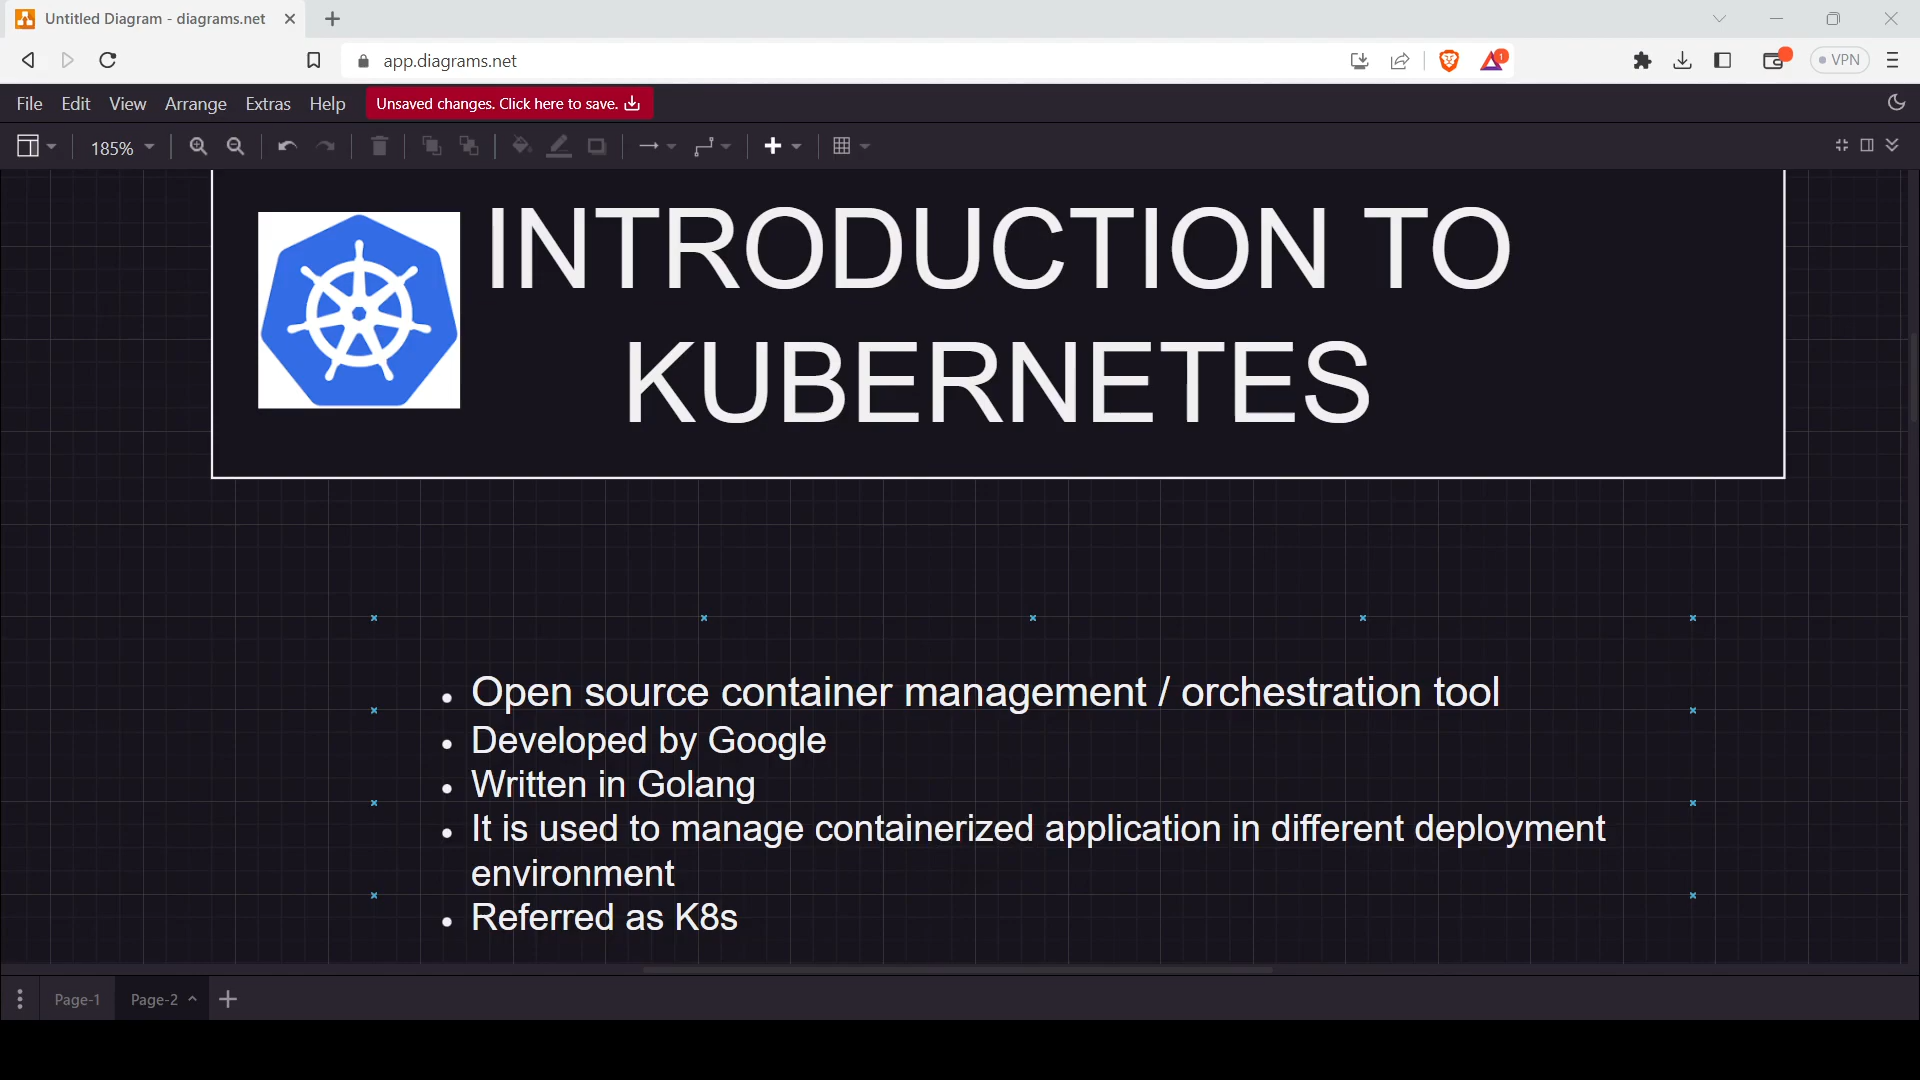 Untitled Diagram - diagrams.net
app.diagrams.net
1
VPN
File Edit View Arrange Extras Help Unsaved changes. Click here to save.
185%
INTRODUCTION TO
KUBERNETES
Open source container management / orchestration tool
Developed by Google
Written in Golang
It is used to manage containerized application in different deployment
environment
Referred as K8s
Page-1 Page-2